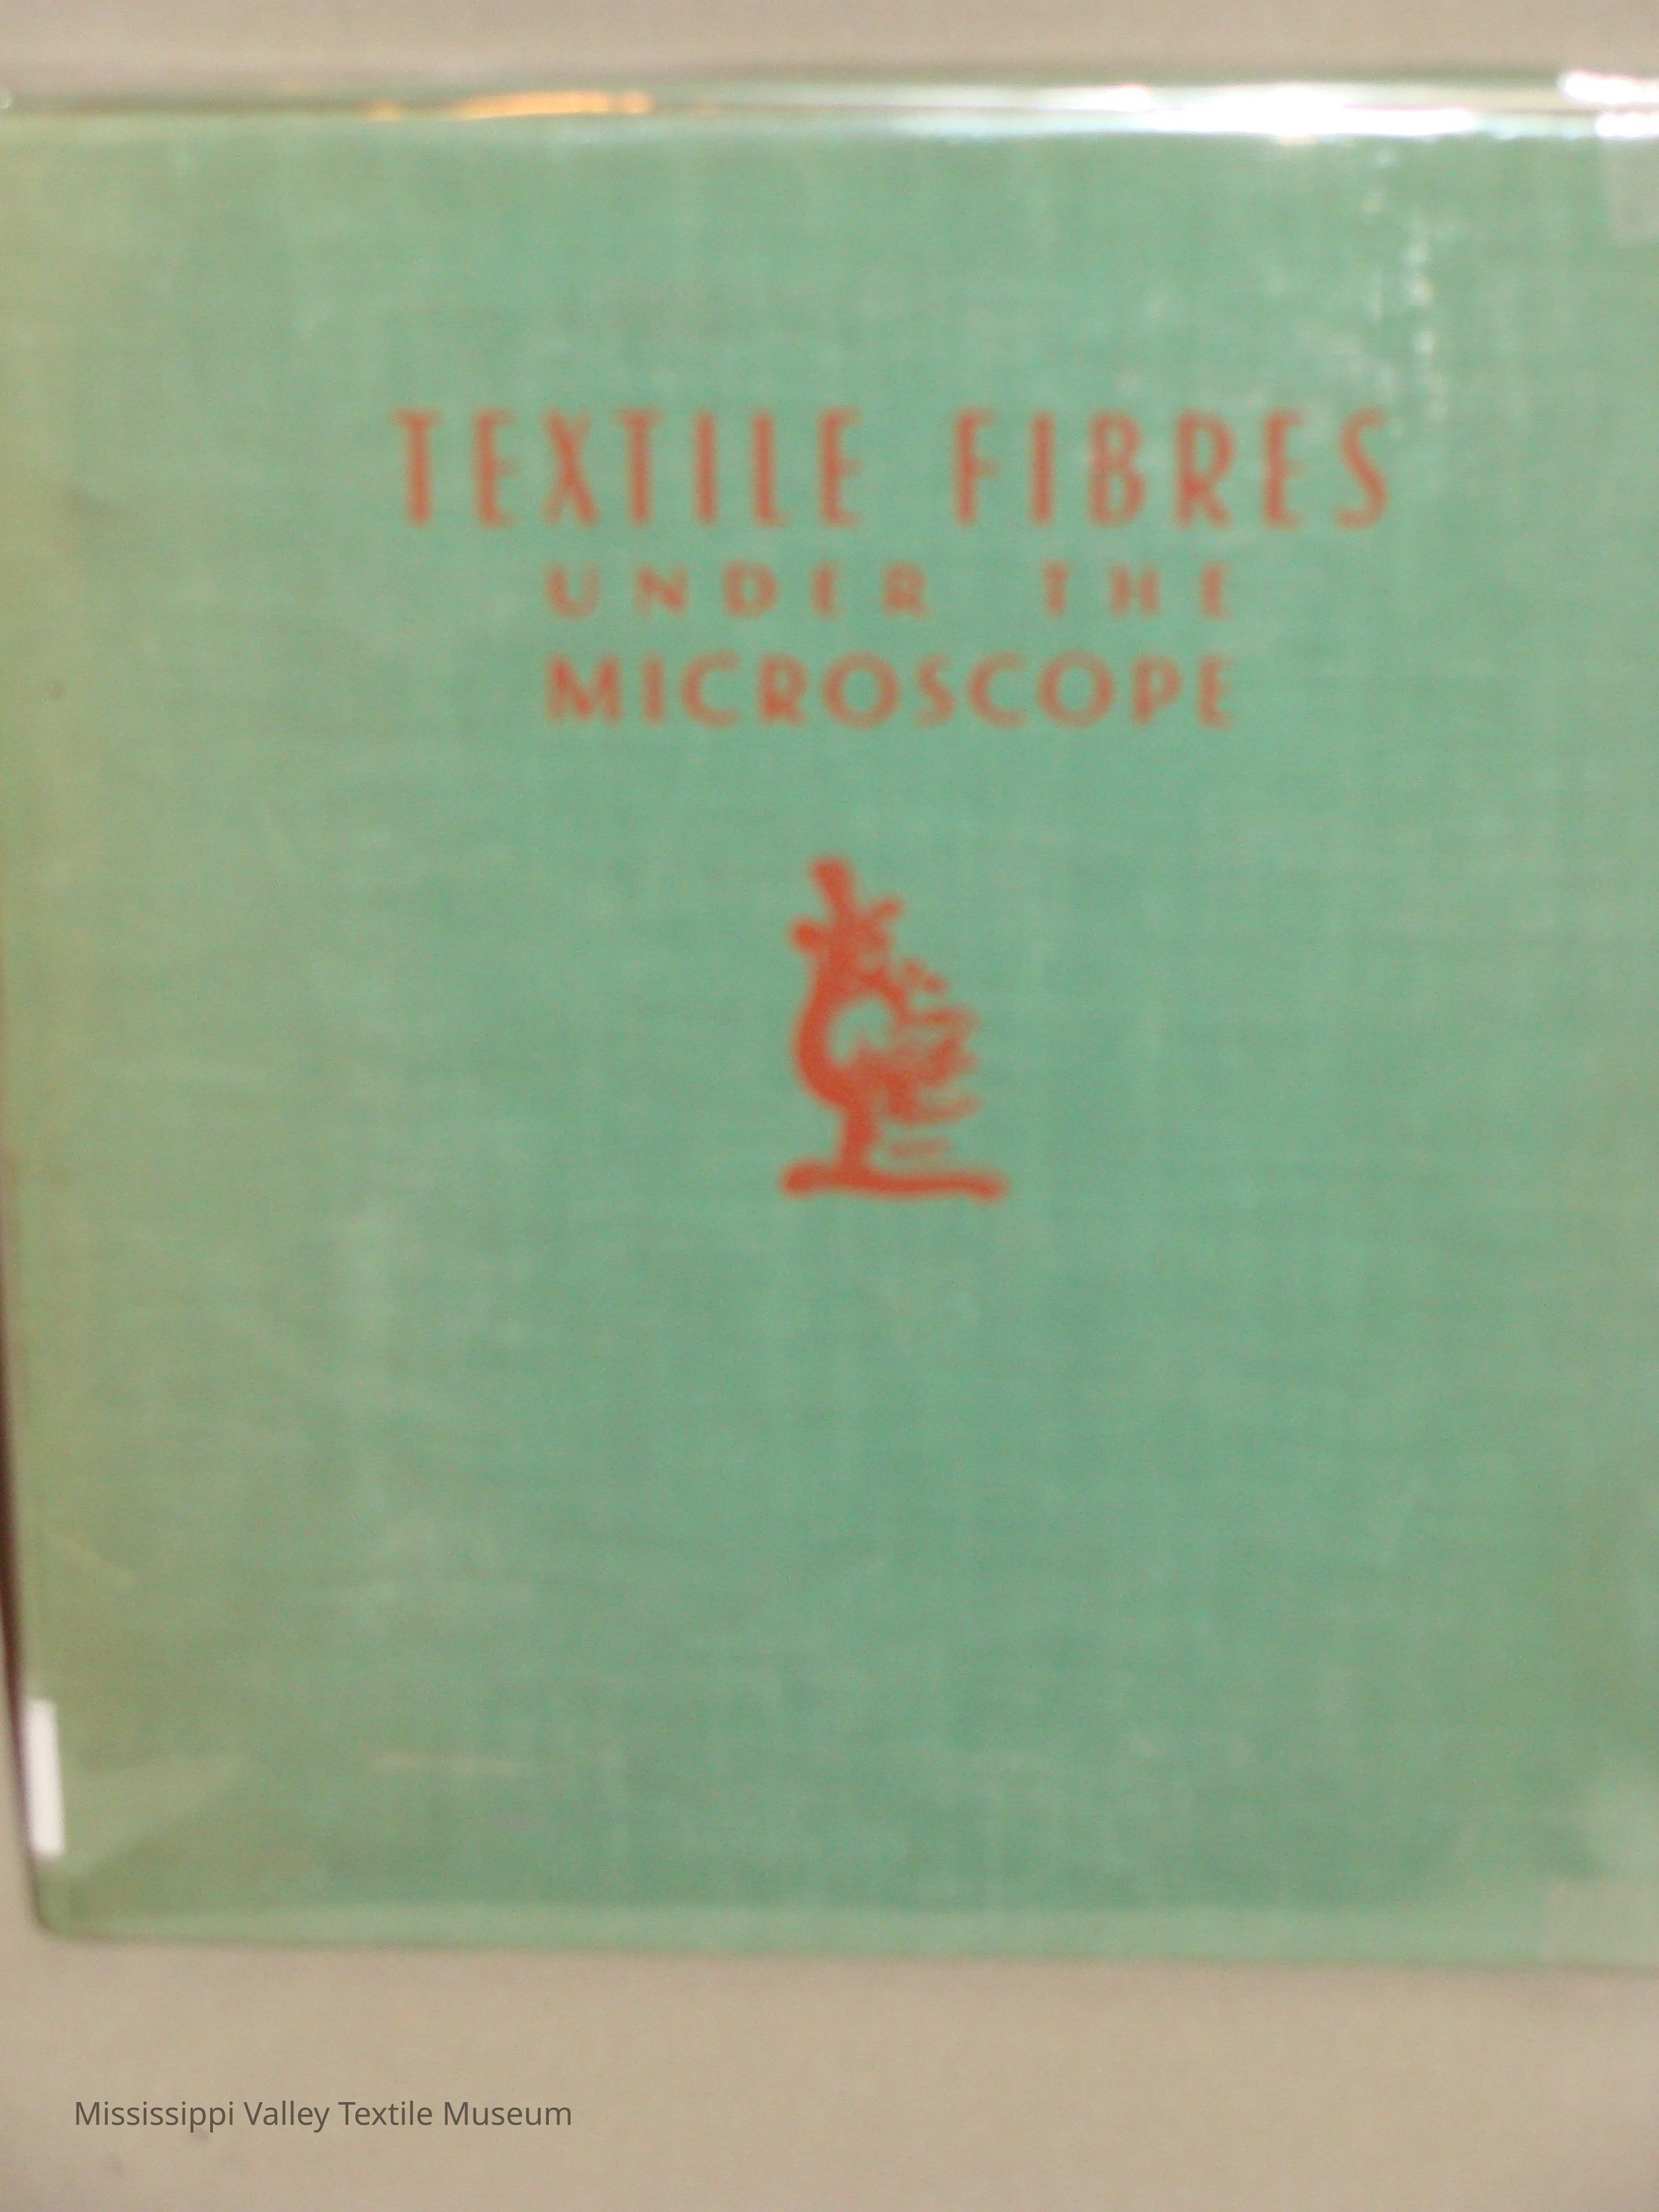 TEXTILE FIBRES
UNDER THE
MICROSCOPE
Mississippi Valley Textile Museum